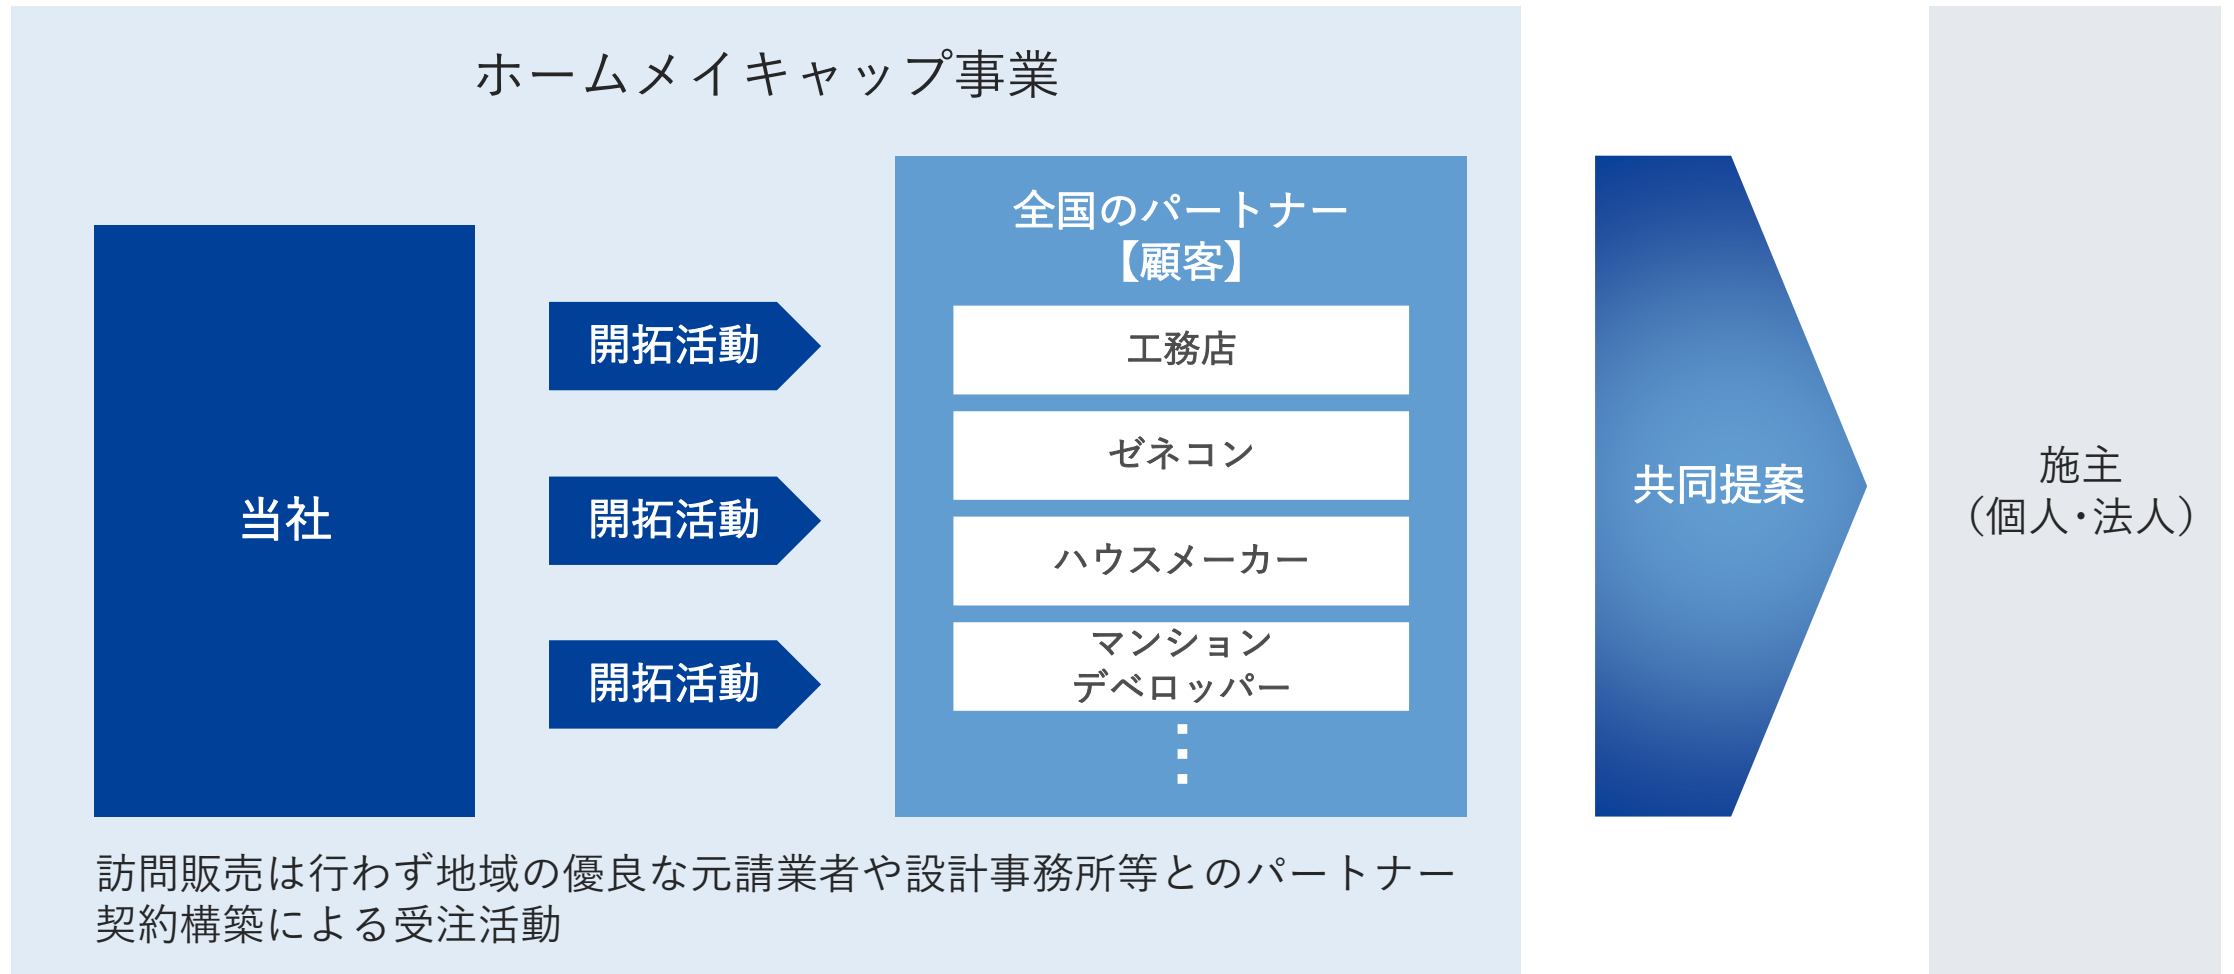 ホームメイキャップ事業
当社
開拓活動
開拓活動
開拓活動
全国のパートナー
【顧客】
工務店
ゼネコン
ハウスメーカー
マンション
デベロッパー
共同提案
施主
（個人・法人）
訪問販売は行わず地域の優良な元請業者や設計事務所等とのパートナー
契約構築による受注活動